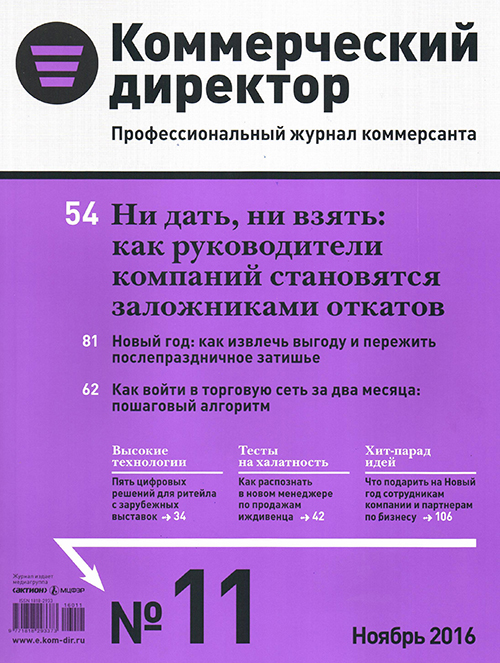 Коммерческий
директор
Профессиональный журнал коммерсанта
54 Ни дать, ни взять:
как руководители
компаний становятся
заложниками откатов
81 Новый год: как извлечь выгоду и пережить
послепраздничное затишье
62 Как войти в торговую сеть за два месяца:
пошаговый алгоритм
Высокие
технологии
Пять цифровых
решений для ритейла
с зарубежных
выставок → 34
Тесты
на халатность
Как распознать
в новом менеджере
по продажам
иждивенца → 42
Хит-парад
идей
Что подарить на Новый
год сотрудникам
компании и партнерам
по бизнесу → 106
Журнал издает
медиагруппа
актион МЦФЭР
16011
www.e.kom-dir.ru
№ 11
Ноябрь 2016